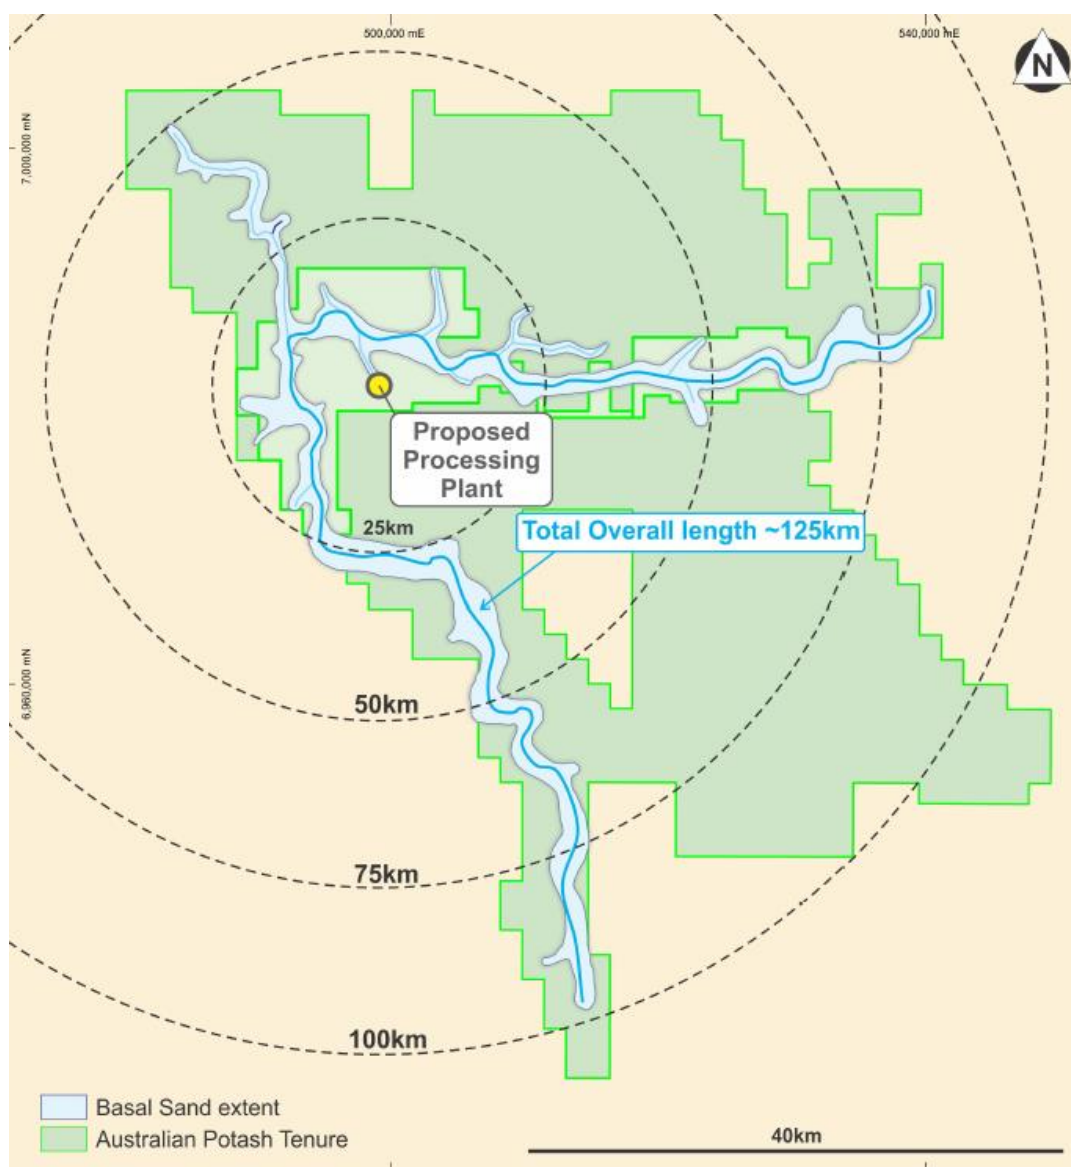 500,000 mE
540,000 mE
N
7,000,000 mN
Proposed
Processing
Plant
25km
Total Overall length ~125km
6,960,000 mN
50km
75km
100km
Basal Sand extent
Australian Potash Tenure
40km